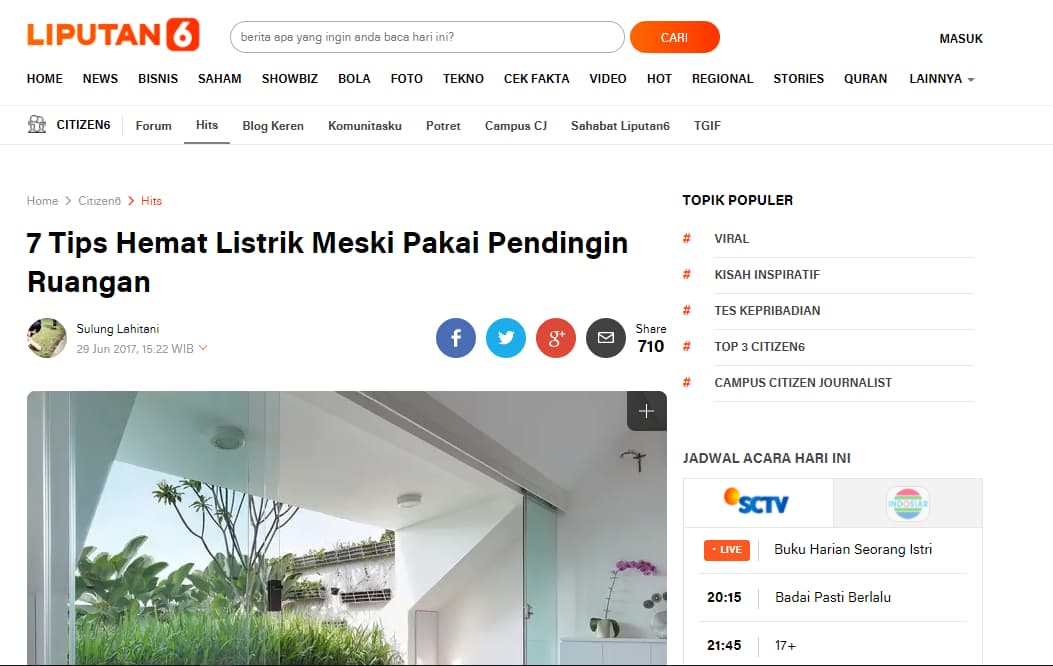 LIPUTAN 6
berita apa yang ingin anda baca hari ini?
CARI
MASUK
HOME NEWS BISNIS SAHAM SHOWBIZ BOLA FOTO TEKNO CEK FAKTA VIDEO HOT REGIONAL STORIES QURAN LAINNYA
CITIZEN6 Forum Hits Blog Keren Komunitasku Potret Campus CJ Sahabat Liputan6 TGIF
Home > Citizen6 > Hits
7 Tips Hemat Listrik Meski Pakai Pendingin
Ruangan
Sulung Lahitani
29 Jun 2017, 15:22 WIB
f
g+
Share
710
+
TOPIK POPULER
# VIRAL
# KISAH INSPIRATIF
# TES KEPRIBADIAN
# TOP 3 CITIZEN6
# CAMPUS CITIZEN JOURNALIST
JADWAL ACARA HARI INI
SCTV INDOSIAR
• LIVE Buku Harian Seorang Istri
20:15 Badai Pasti Berlalu
21:45 17+